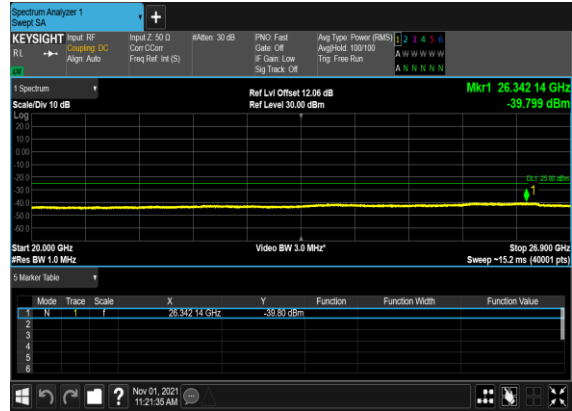 Spectrum Analyzer 1
Swept SA
KEYSIGHT Input: RF Input Z: 50 Ω #Atten: 30 dB PNO: Fast Avg Type: Power (RMS) 1 2 3 4 5 6
RL Coupling: DC Corr CCorr Gate: Off Avg|Hold: 100/100 A W W W W W
Align: Auto Freq Ref: Int (S) IF Gain: Low Trig: Free Run
Sig Track: Off A N N N N N
1 Spectrum Ref Lvl Offset 12.06 dB Mkr1 26.342 14 GHz
Scale/Div 10 dB Ref Level 30.00 dBm -39.799 dBm
Log
20.0
10.0
0.00
-10.0
-20.0
DL1 -25.00 dBm
-30.0
1
-40.0
-50.0
-60.0
Start 20.000 GHz Video BW 3.0 MHz* Stop 26.900 GHz
#Res BW 1.0 MHz Sweep ~15.2 ms (40001 pts)
5 Marker Table
Mode Trace Scale X Y Function Function Width Function Value
1 N 1 f 26.342 14 GHz -39.80 dBm
2
3
4
5
6
? Nov 01, 2021
11:21:35 AM